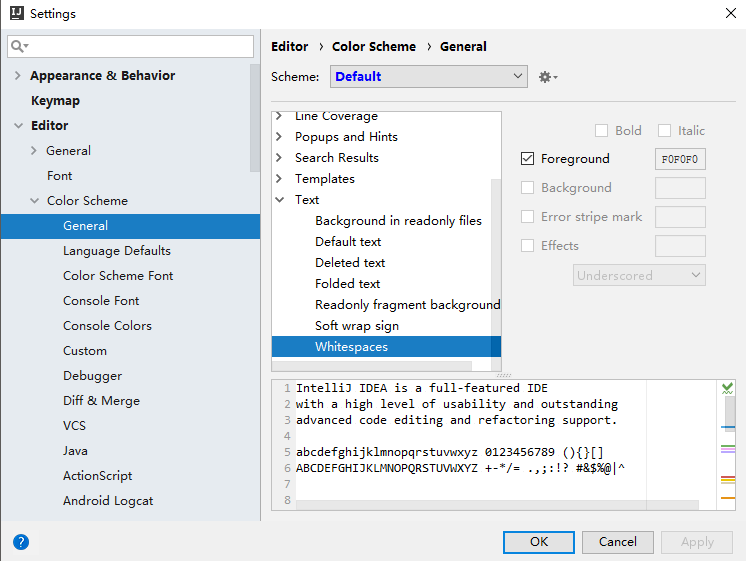 IJ Settings
Editor › Color Scheme › General
Scheme: Default
Appearance & Behavior
Keymap
Editor
General
Font
Color Scheme
General
Language Defaults
Color Scheme Font
Console Font
Console Colors
Custom
Debugger
Diff & Merge
VCS
Java
ActionScript
Android Logcat
Line Coverage
Popups and Hints
Search Results
Templates
Text
Background in readonly files
Default text
Deleted text
Folded text
Readonly fragment background
Soft wrap sign
Whitespaces
Bold Italic
Foreground F0F0F0
Background
Error stripe mark
Effects
Underscored
1 IntelliJ IDEA is a full-featured IDE
2 with a high level of usability and outstanding
3 advanced code editing and refactoring support.
4
5 abcdefghijklmnopqrstuvwxyz 0123456789 (){}[]
6 ABCDEFGHIJKLMNOPQRSTUVWXYZ +-*/= .,;:!? #&$%@|^
7
8
? OK Cancel Apply